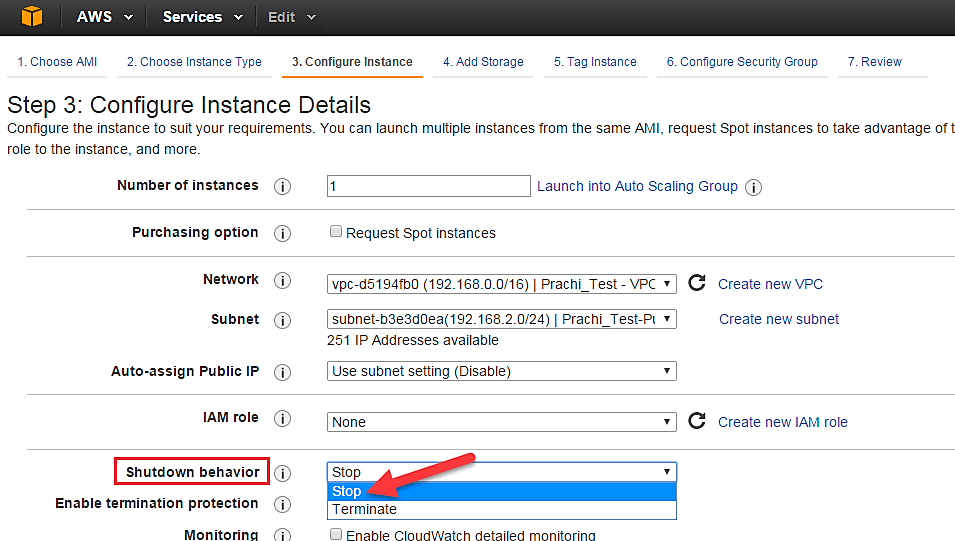 AWS Services Edit
1. Choose AMI 2. Choose Instance Type 3. Configure Instance 4. Add Storage 5. Tag Instance 6. Configure Security Group 7. Review
Step 3: Configure Instance Details
Configure the instance to suit your requirements. You can launch multiple instances from the same AMI, request Spot instances to take advantage of t
role to the instance, and more.
Number of instances i 1 Launch into Auto Scaling Group i
Purchasing option i Request Spot instances
Network i vpc-d5194fb0 (192.168.0.0/16) | Prachi_Test - VPC Create new VPC
Subnet i subnet-b3e3d0ea(192.168.2.0/24) | Prachi_Test-Pu Create new subnet
251 IP Addresses available
Auto-assign Public IP i Use subnet setting (Disable)
IAM role i None Create new IAM role
Shutdown behavior i Stop
Stop
Enable termination protection i Terminate
Monitoring i Enable CloudWatch detailed monitoring